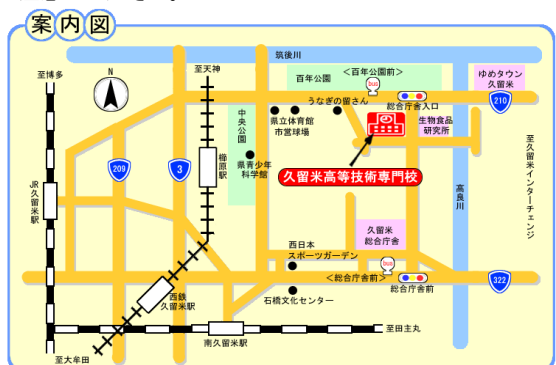 案内図
筑後川
至博多
至天神
N
百年公園
＜百年公園前＞
bus
ゆめタウン
久留米
うなぎの留さん
総合庁舎入口
210
中央公園
県立体育館
市営球場
生物食品
研究所
至久留米インターチェンジ
209
3
櫛原駅
県青少年
科学館
久留米高等技術専門校
JR久留米駅
高良川
久留米
総合庁舎
西日本
スポーツガーデン
bus
＜総合庁舎前＞
総合庁舎前
322
西鉄
久留米駅
石橋文化センター
至大牟田
南久留米駅
至田主丸